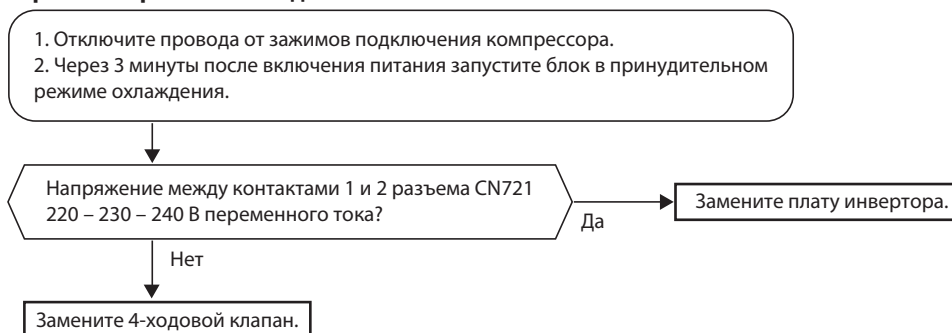 1. Отключите провода от зажимов подключения компрессора.
2. Через 3 минуты после включения питания запустите блок в принудительном
режиме охлаждения.
Напряжение между контактами 1 и 2 разъема CN721
220 – 230 – 240 В переменного тока?
Да
Замените плату инвертора.
Нет
Замените 4-ходовой клапан.